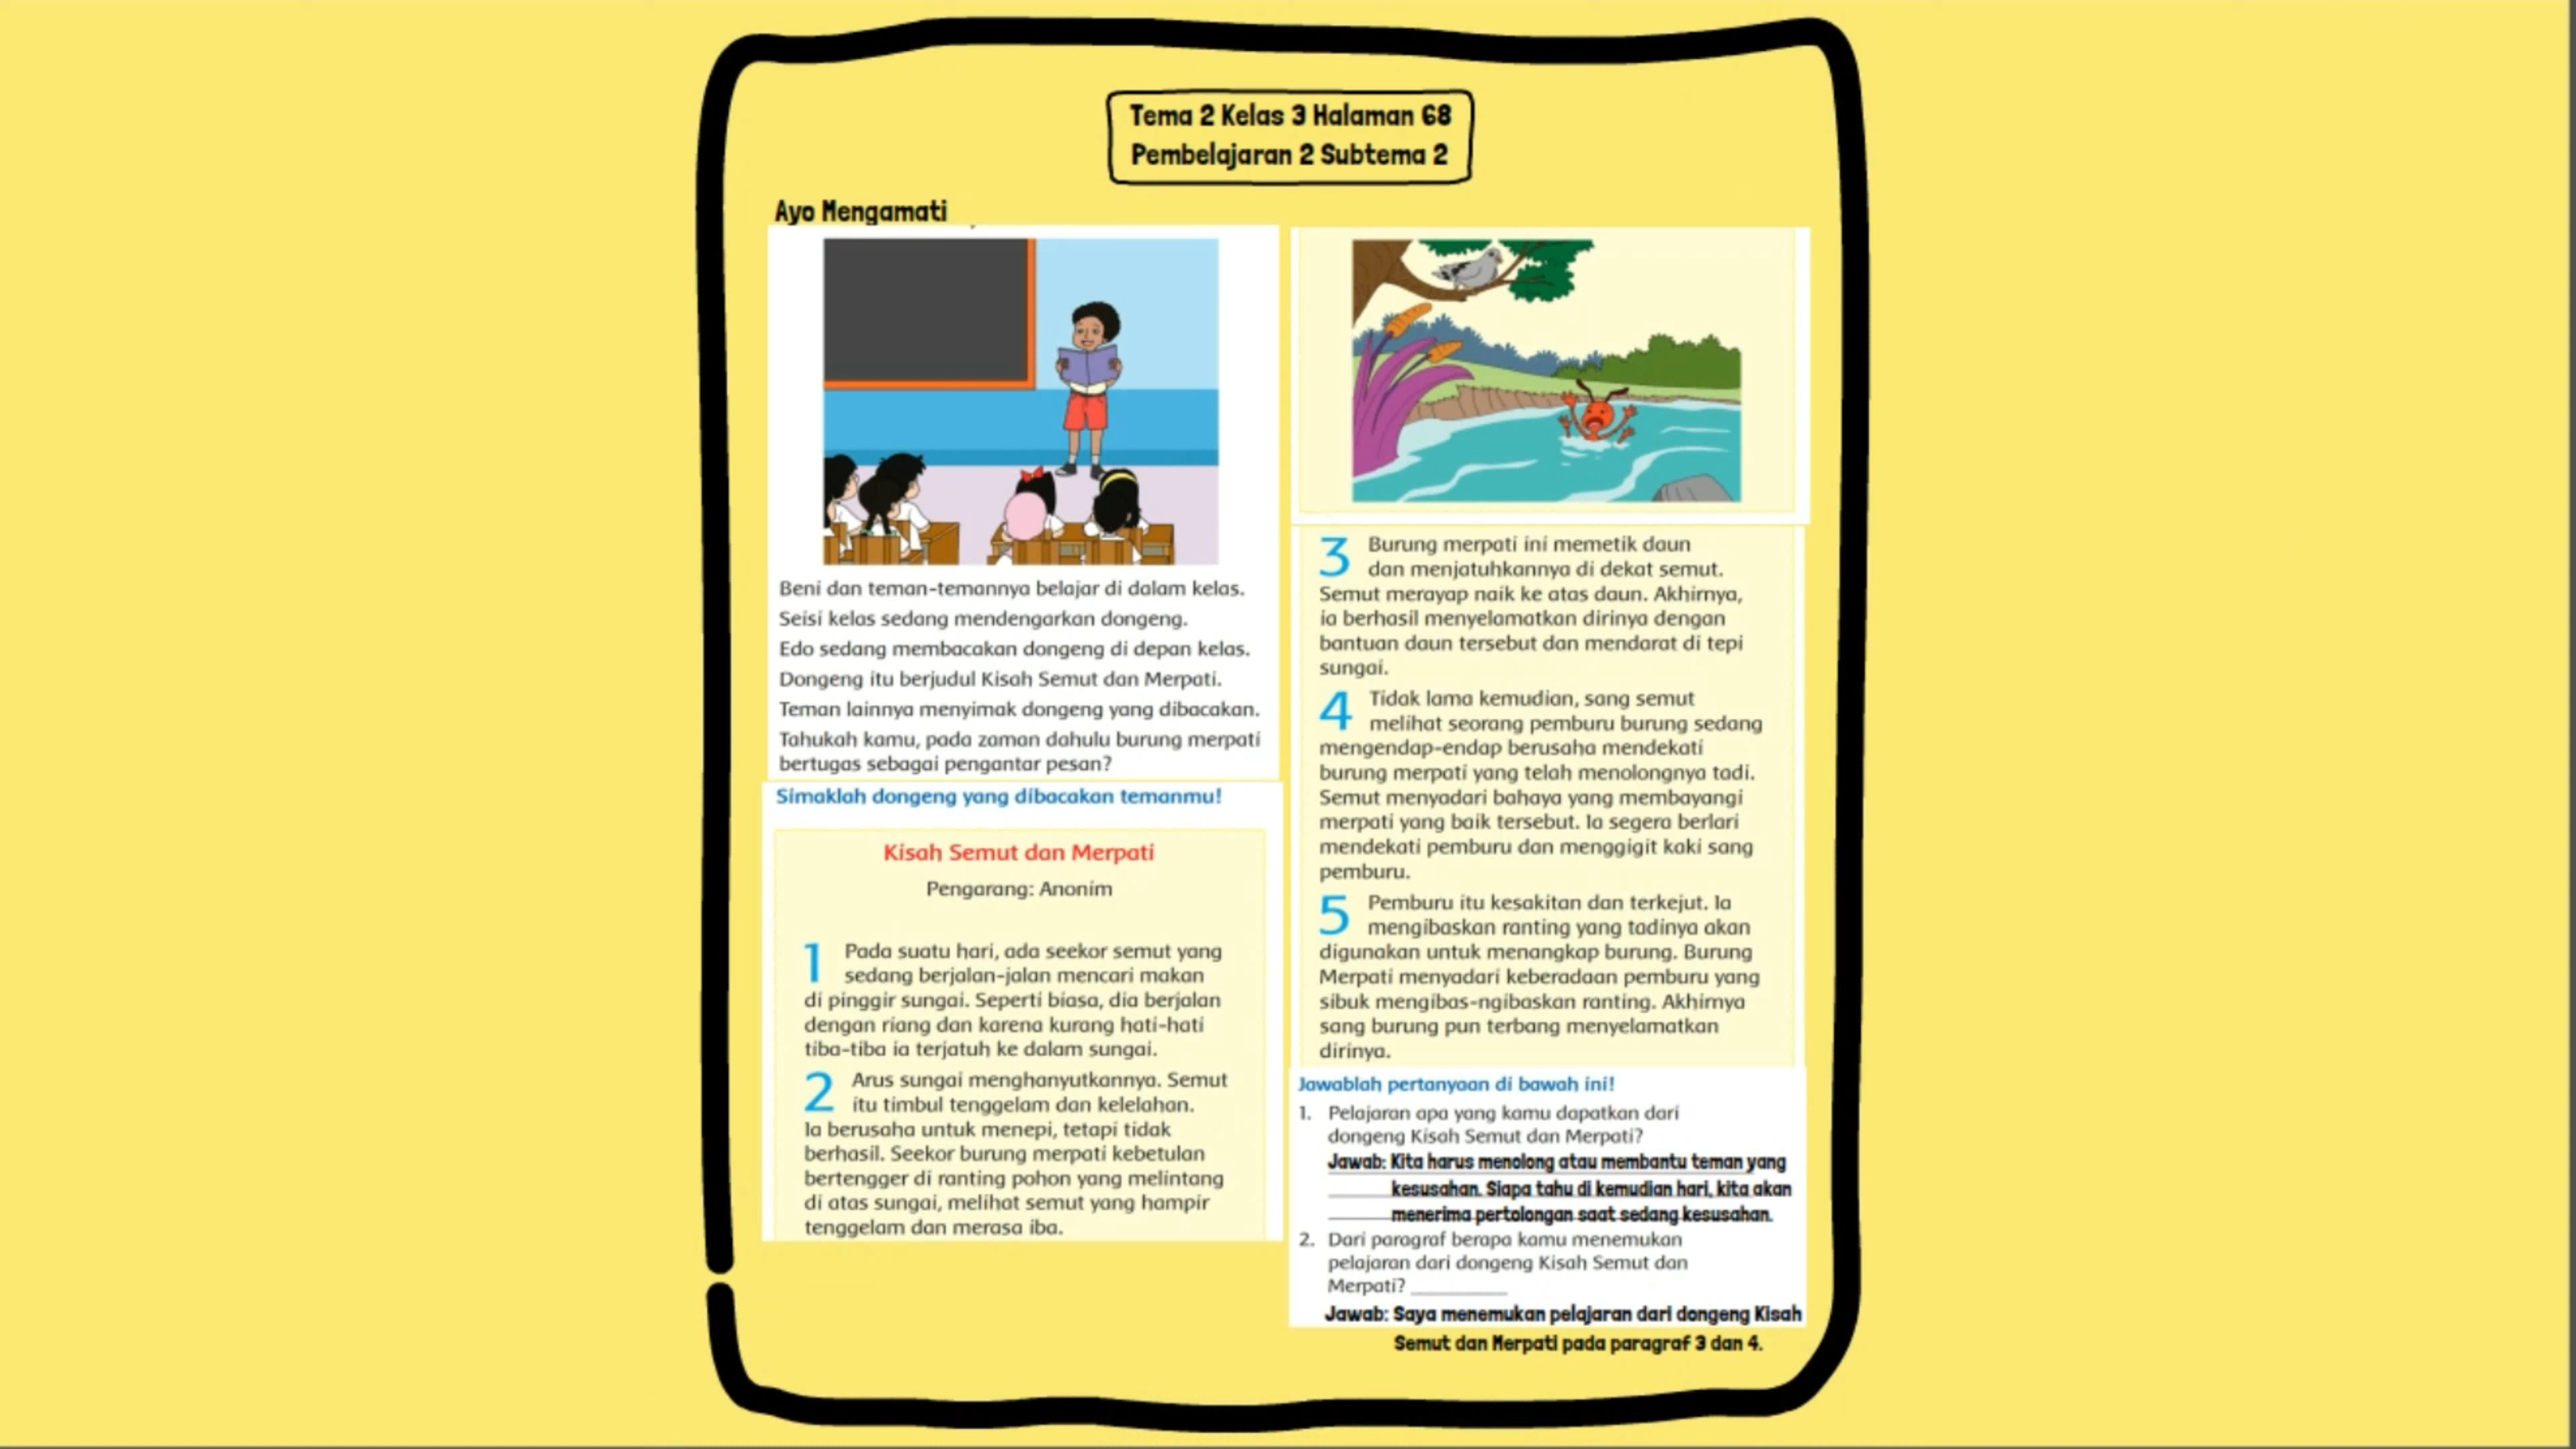 Tema 2 Kelas 3 Halaman 68
Pembelajaran 2 Subtema 2
Ayo Mengamati
Beni dan teman-temannya belajar di dalam kelas.
Seisi kelas sedang mendengarkan dongeng.
Edo sedang membacakan dongeng di depan kelas.
Dongeng itu berjudul Kisah Semut dan Merpati.
Teman lainnya menyimak dongeng yang dibacakan.
Tahukah kamu, pada zaman dahulu burung merpati
bertugas sebagai pengantar pesan?
Simaklah dongeng yang dibacakan temanmu!
Kisah Semut dan Merpati
Pengarang: Anonim
1 Pada suatu hari, ada seekor semut yang
sedang berjalan-jalan mencari makan
di pinggir sungai. Seperti biasa, dia berjalan
dengan riang dan karena kurang hati-hati
tiba-tiba ia terjatuh ke dalam sungai.
2 Arus sungai menghanyutkannya. Semut
itu timbul tenggelam dan kelelahan.
Ia berusaha untuk menepi, tetapi tidak
berhasil. Seekor burung merpati kebetulan
bertengger di ranting pohon yang melintang
di atas sungai, melihat semut yang hampir
tenggelam dan merasa iba.
3 Burung merpati ini memetik daun
dan menjatuhkannya di dekat semut.
Semut merayap naik ke atas daun. Akhirnya,
ia berhasil menyelamatkan dirinya dengan
bantuan daun tersebut dan mendarat di tepi
sungai.
4 Tidak lama kemudian, sang semut
melihat seorang pemburu burung sedang
mengendap-endap berusaha mendekati
burung merpati yang telah menolongnya tadi.
Semut menyadari bahaya yang membayangi
merpati yang baik tersebut. Ia segera berlari
mendekati pemburu dan menggigit kaki sang
pemburu.
5 Pemburu itu kesakitan dan terkejut. Ia
mengibaskan ranting yang tadinya akan
digunakan untuk menangkap burung. Burung
Merpati menyadari keberadaan pemburu yang
sibuk mengibas-ngibaskan ranting. Akhirnya
sang burung pun terbang menyelamatkan
dirinya.
Jawablah pertanyaan di bawah ini!
1. Pelajaran apa yang kamu dapatkan dari
dongeng Kisah Semut dan Merpati?
Jawab: Kita harus menolong atau membantu teman yang
kesusahan. Siapa tahu di kemudian hari, kita akan
menerima pertolongan saat sedang kesusahan.
2. Dari paragraf berapa kamu menemukan
pelajaran dari dongeng Kisah Semut dan
Merpati? __________
Jawab: Saya menemukan pelajaran dari dongeng Kisah
Semut dan Merpati pada paragraf 3 dan 4.